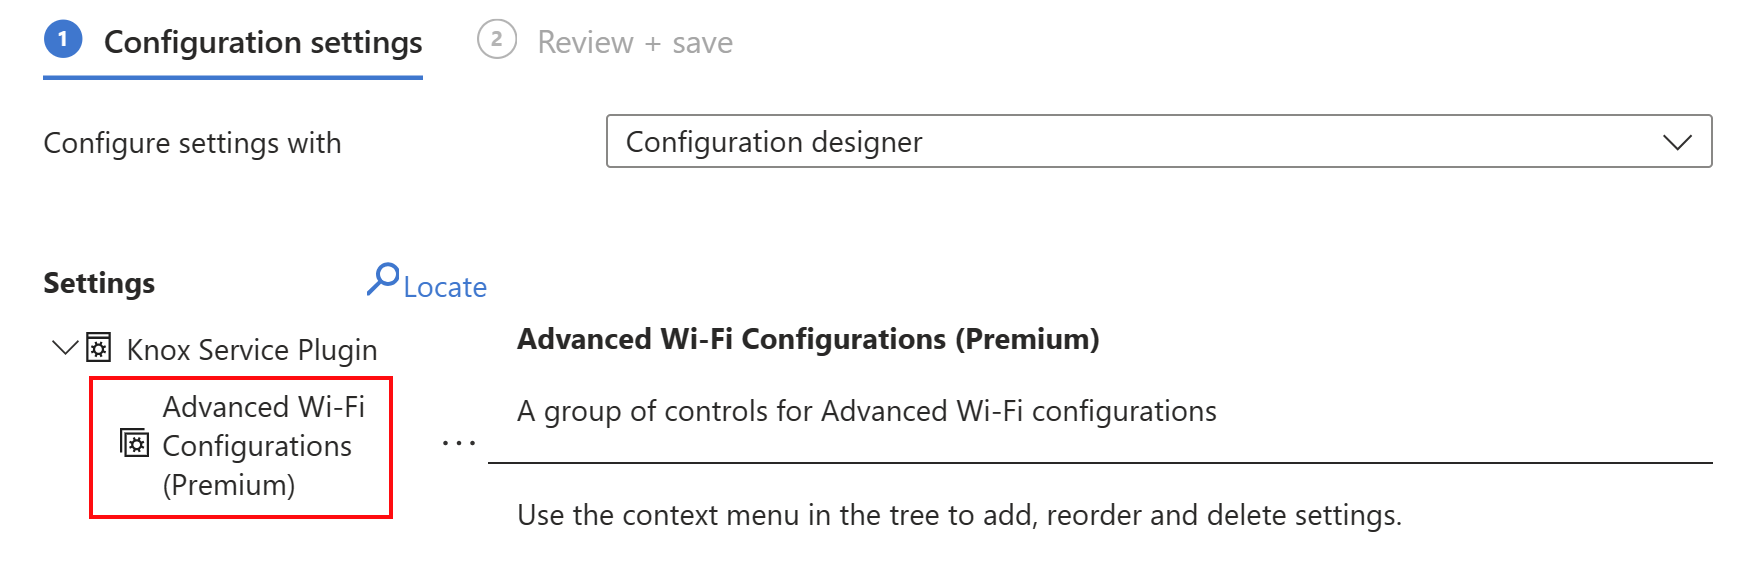 1 Configuration settings 2 Review + save
Configure settings with Configuration designer
Settings Locate
Knox Service Plugin
Advanced Wi-Fi
Configurations
(Premium)
...
Advanced Wi-Fi Configurations (Premium)
A group of controls for Advanced Wi-Fi configurations
Use the context menu in the tree to add, reorder and delete settings.